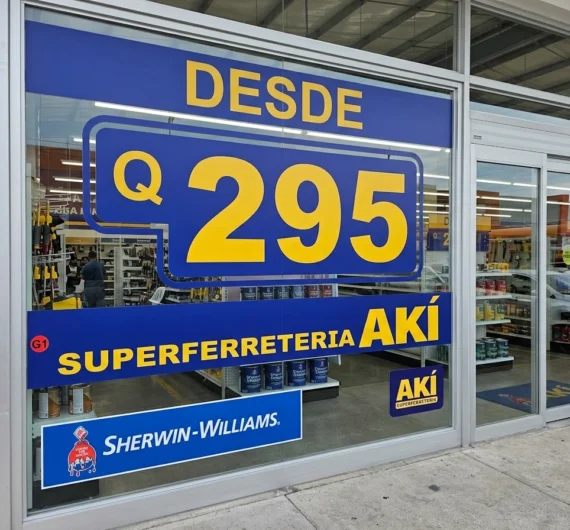 DESDE
Q 295
G1
SUPERFERRETERIA AKÍ
AKÍ
SUPERFERRETERIA
SHERWIN-WILLIAMS.